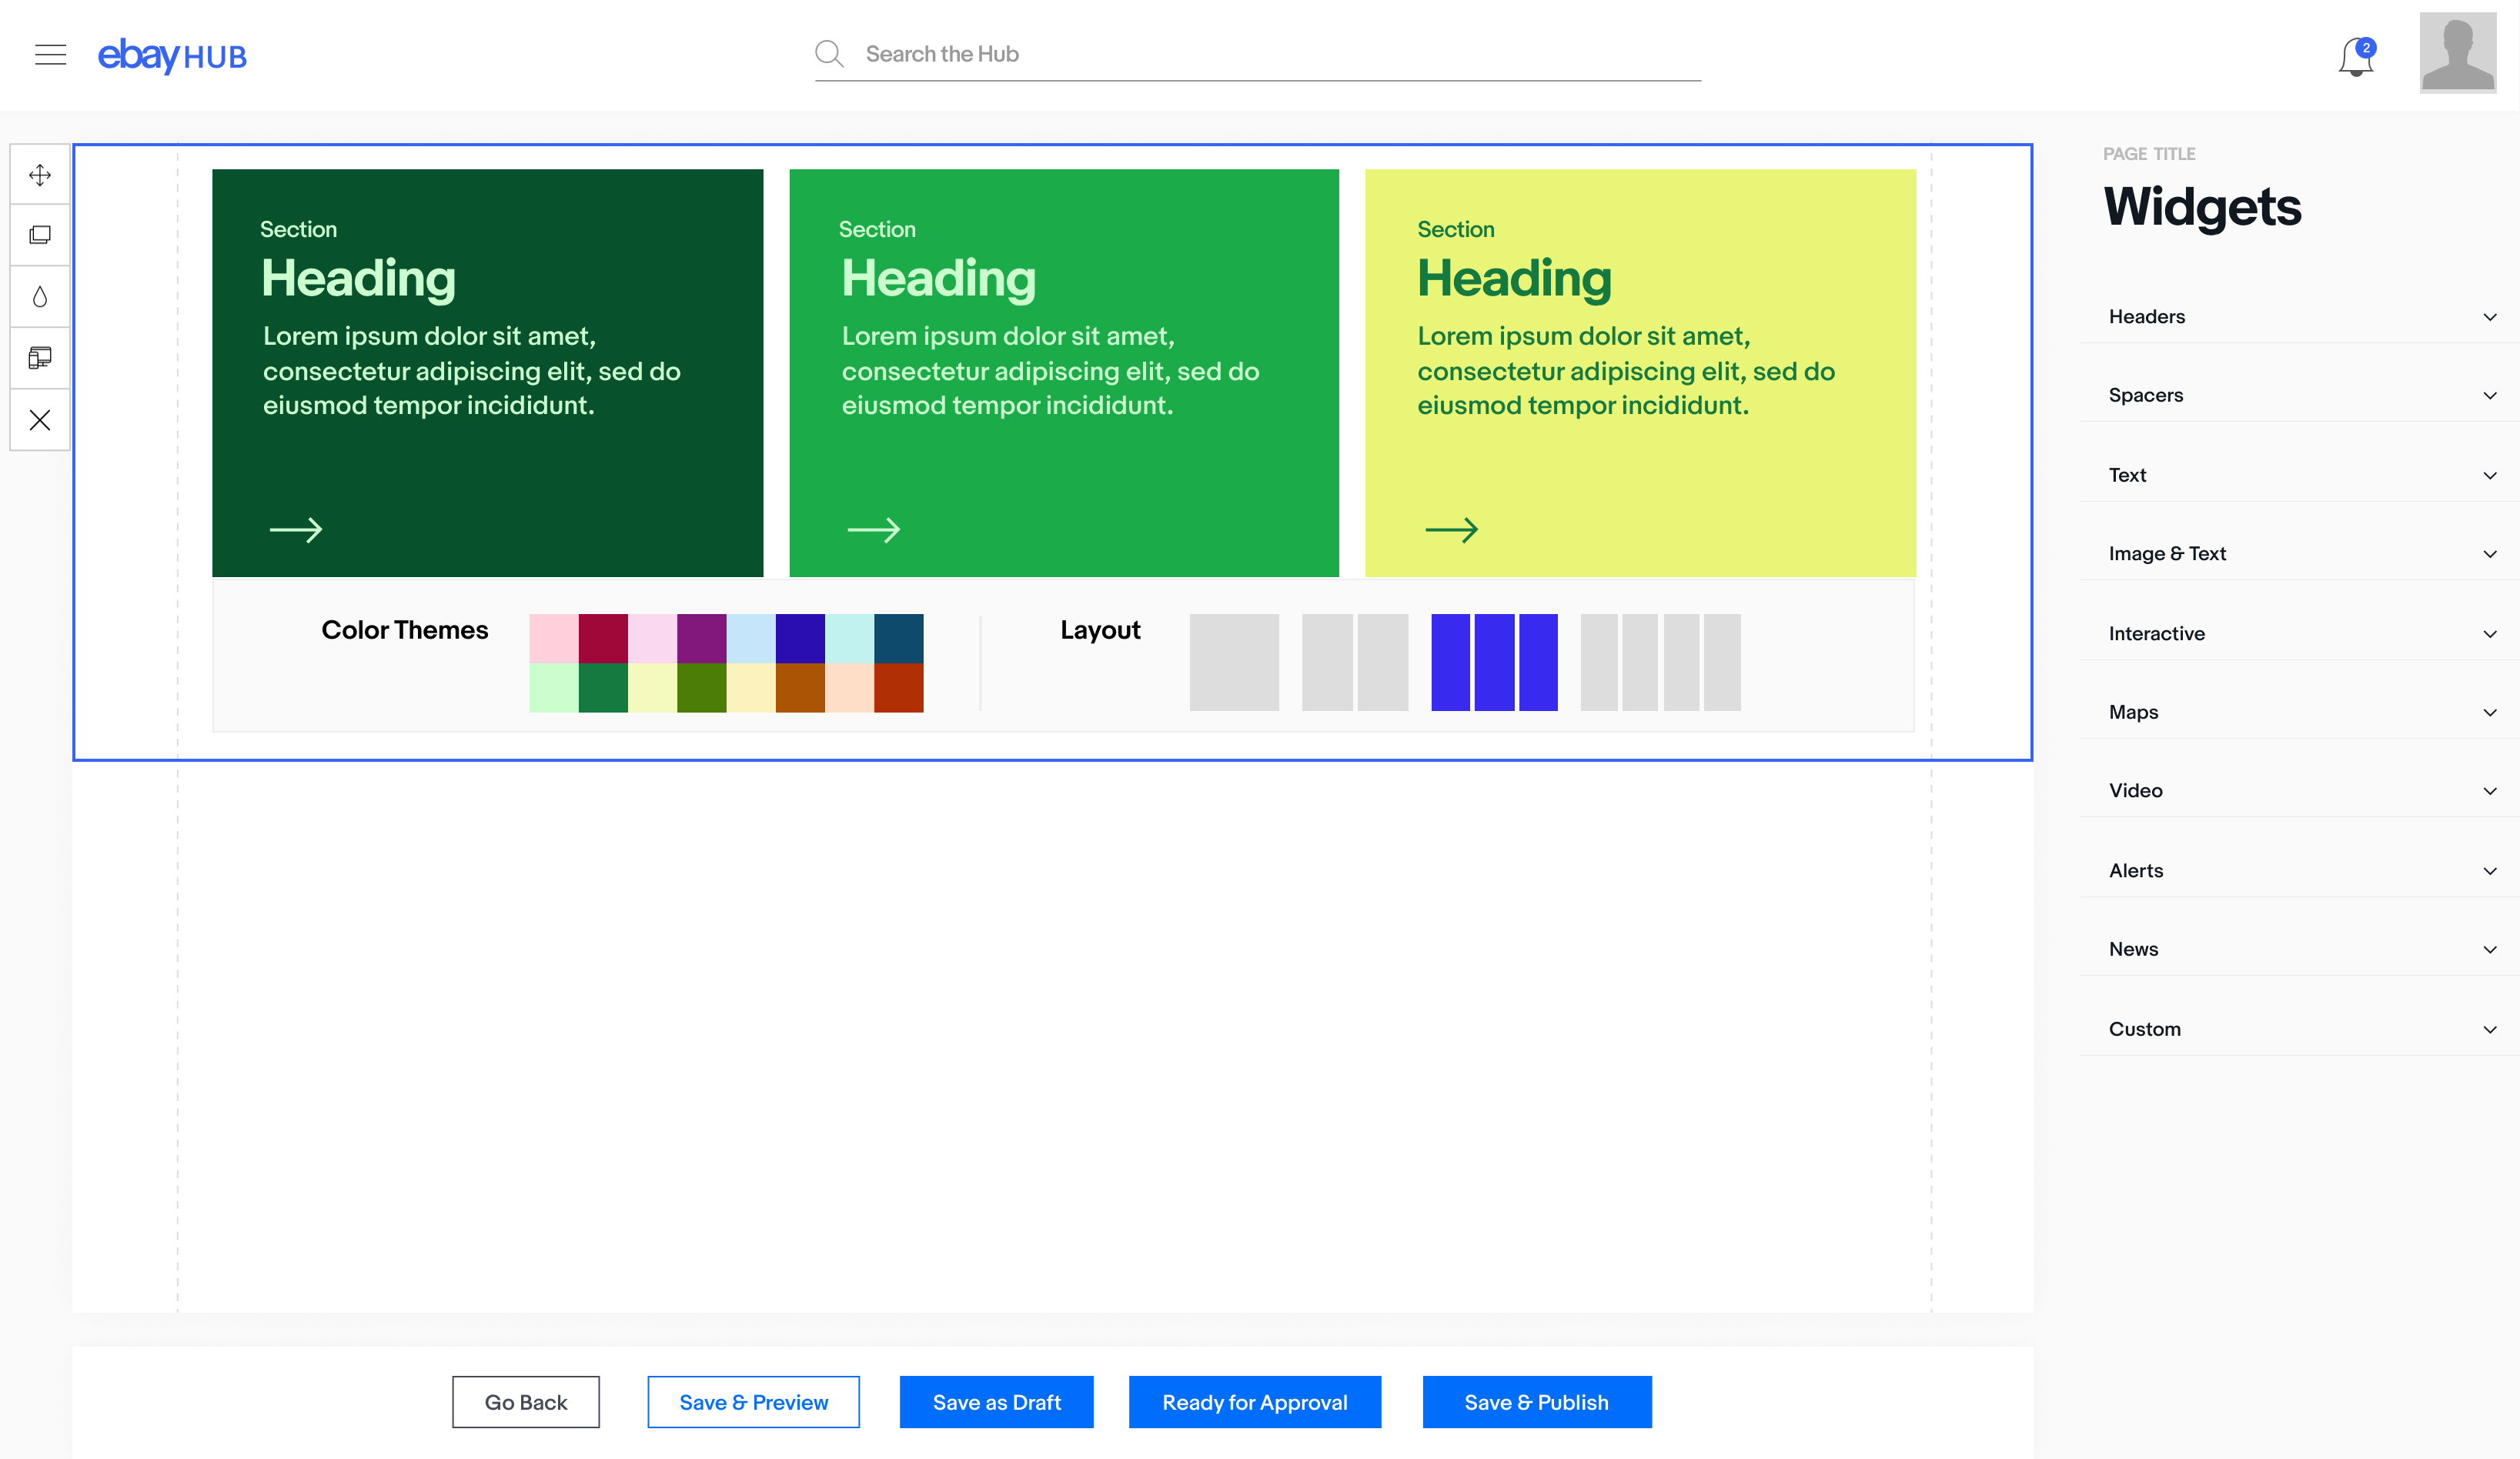 ebay HUB
Search the Hub
2
Section
Heading
Lorem ipsum dolor sit amet,
consectetur adipiscing elit, sed do
eiusmod tempor incididunt.
Section
Heading
Lorem ipsum dolor sit amet,
consectetur adipiscing elit, sed do
eiusmod tempor incididunt.
Section
Heading
Lorem ipsum dolor sit amet,
consectetur adipiscing elit, sed do
eiusmod tempor incididunt.
Color Themes
Layout
PAGE TITLE
Widgets
Headers
Spacers
Text
Image & Text
Interactive
Maps
Video
Alerts
News
Custom
Go Back
Save & Preview
Save as Draft
Ready for Approval
Save & Publish